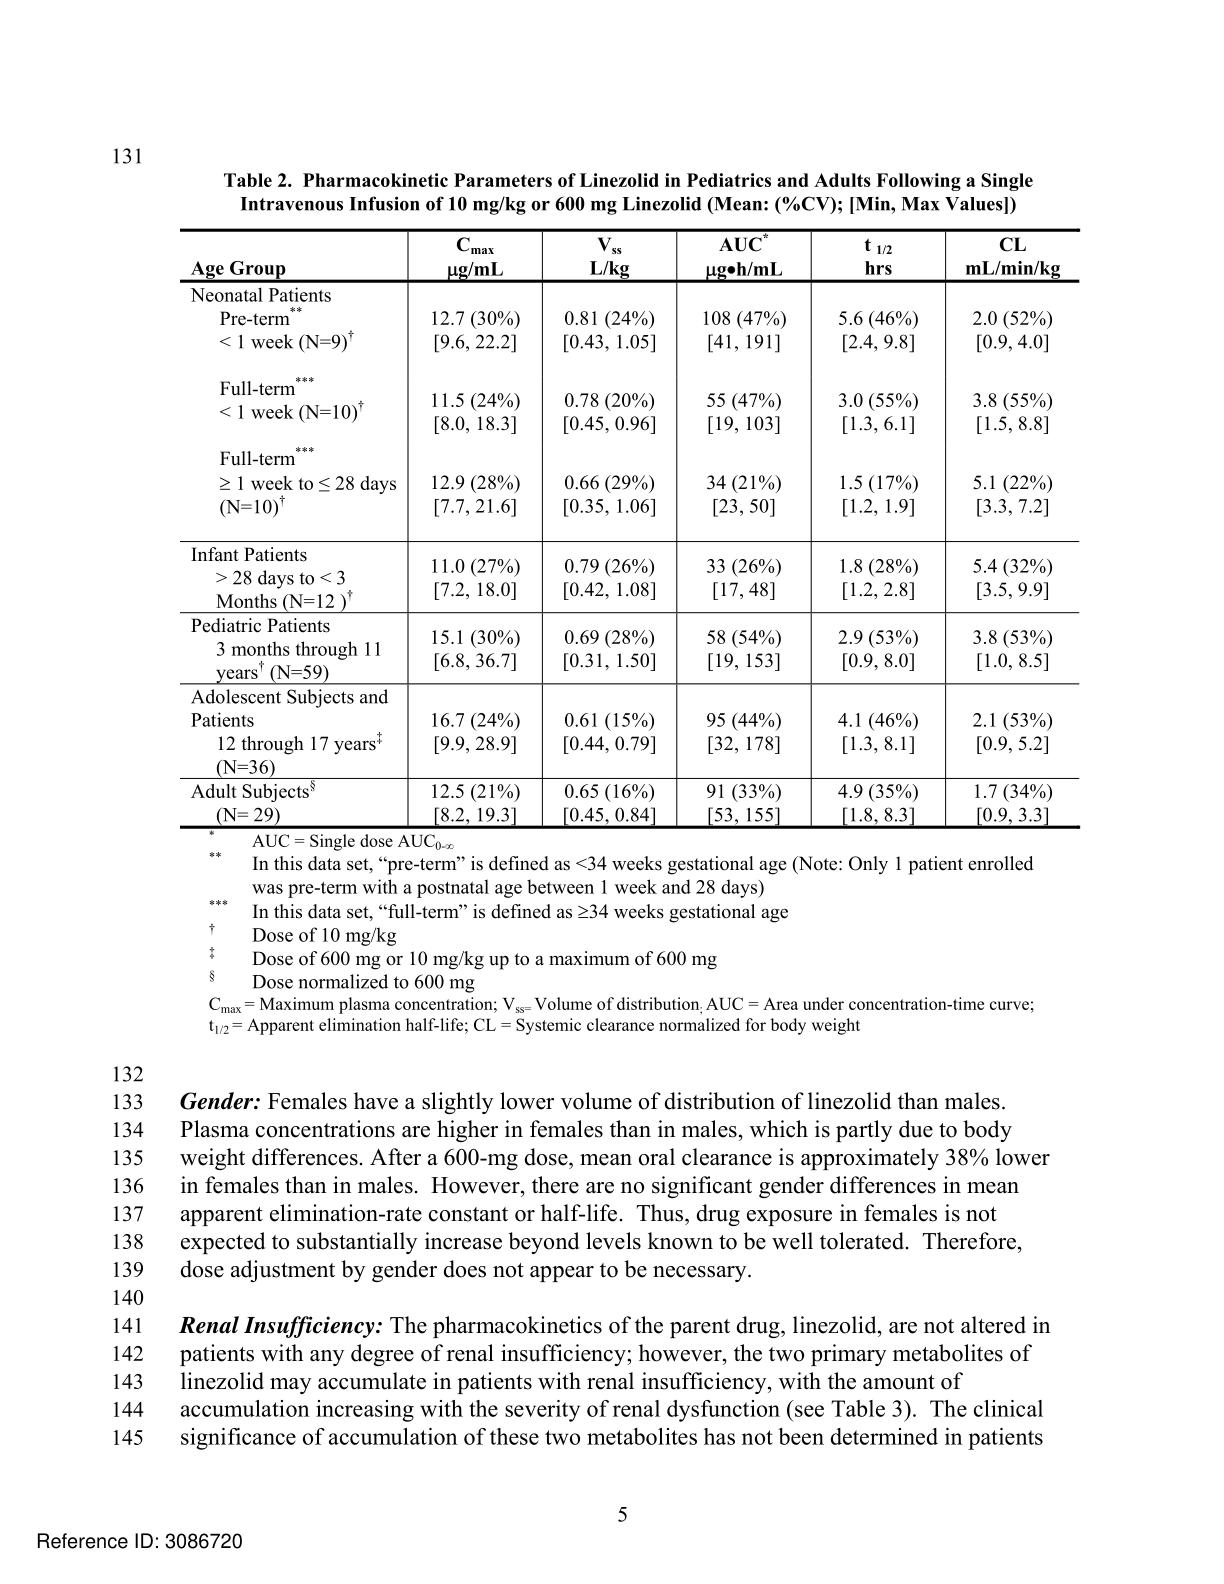 131
Table 2. Pharmacokinetic Parameters of Linezolid in Pediatrics and Adults Following a Single
Intravenous Infusion of 10 mg/kg or 600 mg Linezolid (Mean: (%CV); [Min, Max Values])
Age Group	Cmax µg/mL	Vss L/kg	AUC* µg•h/mL	t 1/2 hrs	CL mL/min/kg
Neonatal Patients
Pre-term**	12.7 (30%)	0.81 (24%)	108 (47%)	5.6 (46%)	2.0 (52%)
< 1 week (N=9)†	[9.6, 22.2]	[0.43, 1.05]	[41, 191]	[2.4, 9.8]	[0.9, 4.0]
Full-term***
< 1 week (N=10)†	11.5 (24%)	0.78 (20%)	55 (47%)	3.0 (55%)	3.8 (55%)
[8.0, 18.3]	[0.45, 0.96]	[19, 103]	[1.3, 6.1]	[1.5, 8.8]
Full-term***
≥ 1 week to ≤ 28 days	12.9 (28%)	0.66 (29%)	34 (21%)	1.5 (17%)	5.1 (22%)
(N=10)†	[7.7, 21.6]	[0.35, 1.06]	[23, 50]	[1.2, 1.9]	[3.3, 7.2]
Infant Patients
> 28 days to < 3	11.0 (27%)	0.79 (26%)	33 (26%)	1.8 (28%)	5.4 (32%)
Months (N=12 )†	[7.2, 18.0]	[0.42, 1.08]	[17, 48]	[1.2, 2.8]	[3.5, 9.9]
Pediatric Patients
3 months through 11	15.1 (30%)	0.69 (28%)	58 (54%)	2.9 (53%)	3.8 (53%)
years† (N=59)	[6.8, 36.7]	[0.31, 1.50]	[19, 153]	[0.9, 8.0]	[1.0, 8.5]
Adolescent Subjects and
Patients	16.7 (24%)	0.61 (15%)	95 (44%)	4.1 (46%)	2.1 (53%)
12 through 17 years‡	[9.9, 28.9]	[0.44, 0.79]	[32, 178]	[1.3, 8.1]	[0.9, 5.2]
(N=36)
Adult Subjects§	12.5 (21%)	0.65 (16%)	91 (33%)	4.9 (35%)	1.7 (34%)
(N= 29)	[8.2, 19.3]	[0.45, 0.84]	[53, 155]	[1.8, 8.3]	[0.9, 3.3]
* AUC = Single dose AUC0-∞
** In this data set, “pre-term” is defined as <34 weeks gestational age (Note: Only 1 patient enrolled
was pre-term with a postnatal age between 1 week and 28 days)
*** In this data set, “full-term” is defined as ≥34 weeks gestational age
† Dose of 10 mg/kg
‡ Dose of 600 mg or 10 mg/kg up to a maximum of 600 mg
§ Dose normalized to 600 mg
Cmax = Maximum plasma concentration; Vss= Volume of distribution; AUC = Area under concentration-time curve;
t1/2 = Apparent elimination half-life; CL = Systemic clearance normalized for body weight
132
133 Gender: Females have a slightly lower volume of distribution of linezolid than males.
134 Plasma concentrations are higher in females than in males, which is partly due to body
135 weight differences. After a 600-mg dose, mean oral clearance is approximately 38% lower
136 in females than in males. However, there are no significant gender differences in mean
137 apparent elimination-rate constant or half-life. Thus, drug exposure in females is not
138 expected to substantially increase beyond levels known to be well tolerated. Therefore,
139 dose adjustment by gender does not appear to be necessary.
140
141 Renal Insufficiency: The pharmacokinetics of the parent drug, linezolid, are not altered in
142 patients with any degree of renal insufficiency; however, the two primary metabolites of
143 linezolid may accumulate in patients with renal insufficiency, with the amount of
144 accumulation increasing with the severity of renal dysfunction (see Table 3). The clinical
145 significance of accumulation of these two metabolites has not been determined in patients
5
Reference ID: 3086720